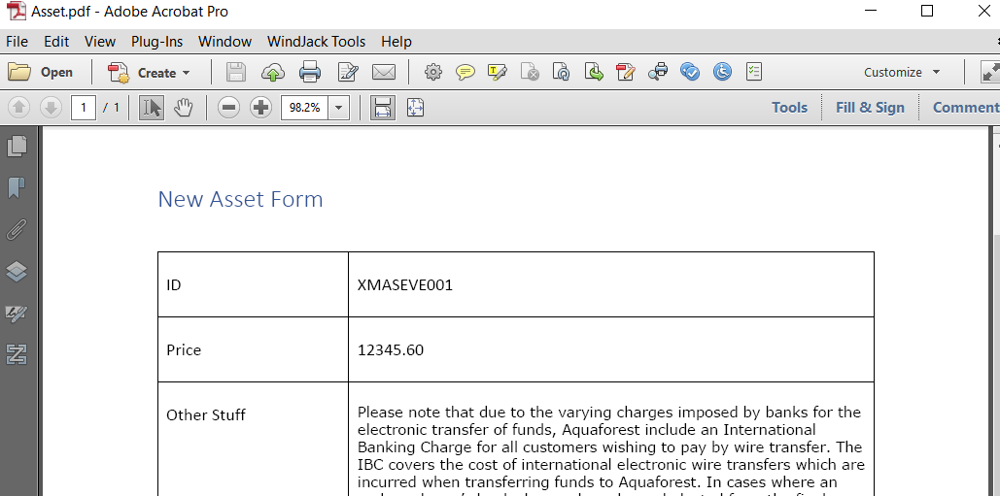 Asset.pdf - Adobe Acrobat Pro
File Edit View Plug-Ins Window WindJack Tools Help
Open Create Customize
1 / 1 98.2% Tools Fill & Sign Comment
New Asset Form
ID XMASEVE001
Price 12345.60
Other Stuff Please note that due to the varying charges imposed by banks for the
electronic transfer of funds, Aquaforest include an International
Banking Charge for all customers wishing to pay by wire transfer. The
IBC covers the cost of international electronic wire transfers which are
incurred when transferring funds to Aquaforest. In cases where an